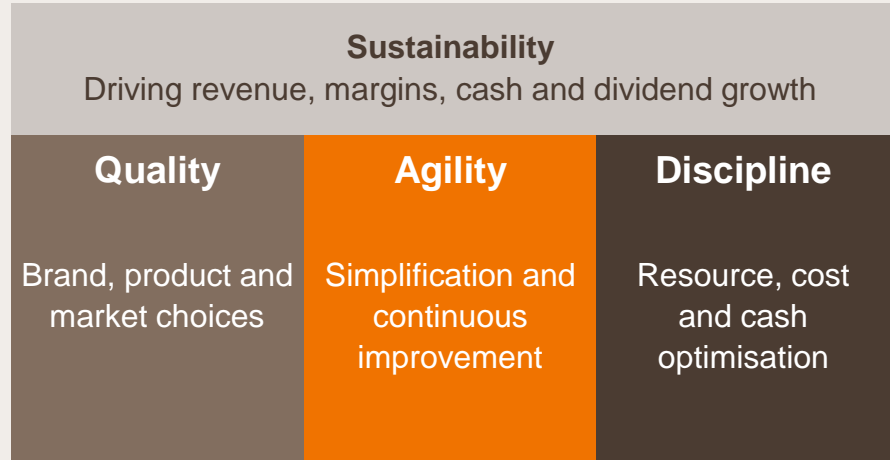 Sustainability
Driving revenue, margins, cash and dividend growth
Quality
Brand, product and
market choices
Agility
Simplification and
continuous
improvement
Discipline
Resource, cost
and cash
optimisation